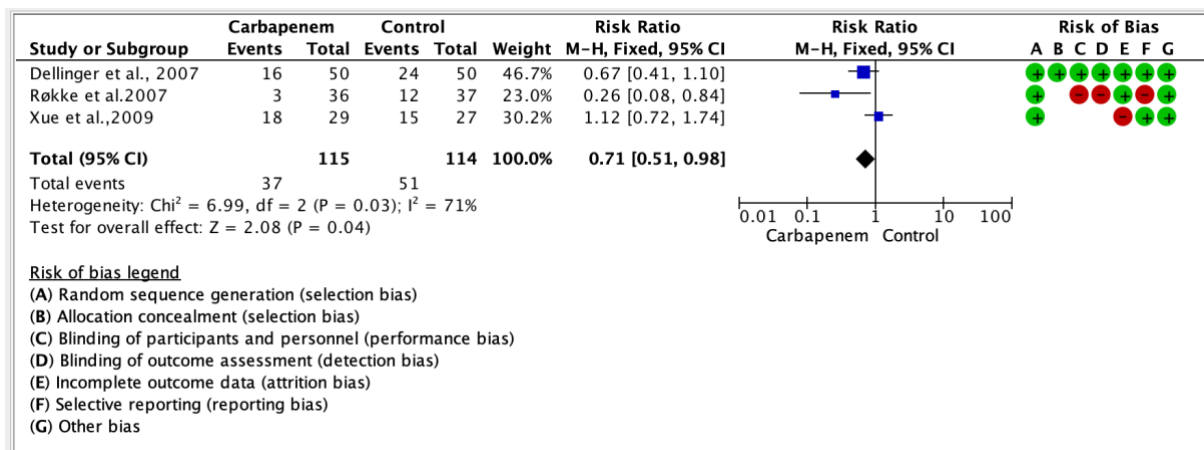 Carbapenem Control Risk Ratio Risk Ratio Risk of Bias
Study or Subgroup Events Total Events Total Weight M-H, Fixed, 95% CI M-H, Fixed, 95% CI A B C D E F G
Dellinger et al., 2007 16 50 24 50 46.7% 0.67 [0.41, 1.10] + + + + + + +
Røkke et al.2007 3 36 12 37 23.0% 0.26 [0.08, 0.84] + - - + - +
Xue et al.,2009 18 29 15 27 30.2% 1.12 [0.72, 1.74] + - + +
Total (95% CI) 115 114 100.0% 0.71 [0.51, 0.98]
Total events 37 51
Heterogeneity: Chi² = 6.99, df = 2 (P = 0.03); I² = 71%
Test for overall effect: Z = 2.08 (P = 0.04)
0.01 0.1 1 10 100
Carbapenem Control
Risk of bias legend
(A) Random sequence generation (selection bias)
(B) Allocation concealment (selection bias)
(C) Blinding of participants and personnel (performance bias)
(D) Blinding of outcome assessment (detection bias)
(E) Incomplete outcome data (attrition bias)
(F) Selective reporting (reporting bias)
(G) Other bias